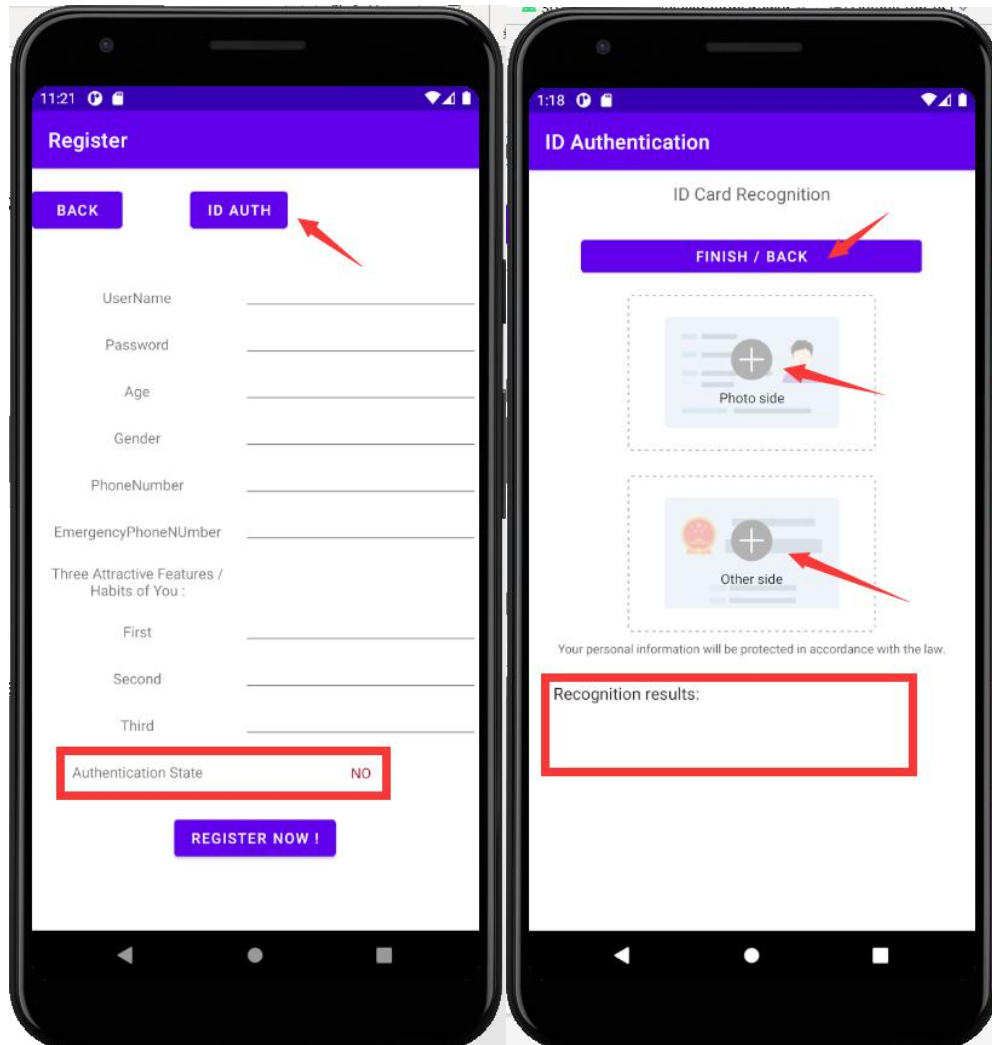 11:21
Register
BACK
ID AUTH
UserName
Password
Age
Gender
PhoneNumber
EmergencyPhoneNUmber
Three Attractive Features /
Habits of You :
First
Second
Third
Authentication State NO
REGISTER NOW !
1:18
ID Authentication
ID Card Recognition
FINISH / BACK
Photo side
Other side
Your personal information will be protected in accordance with the law.
Recognition results: